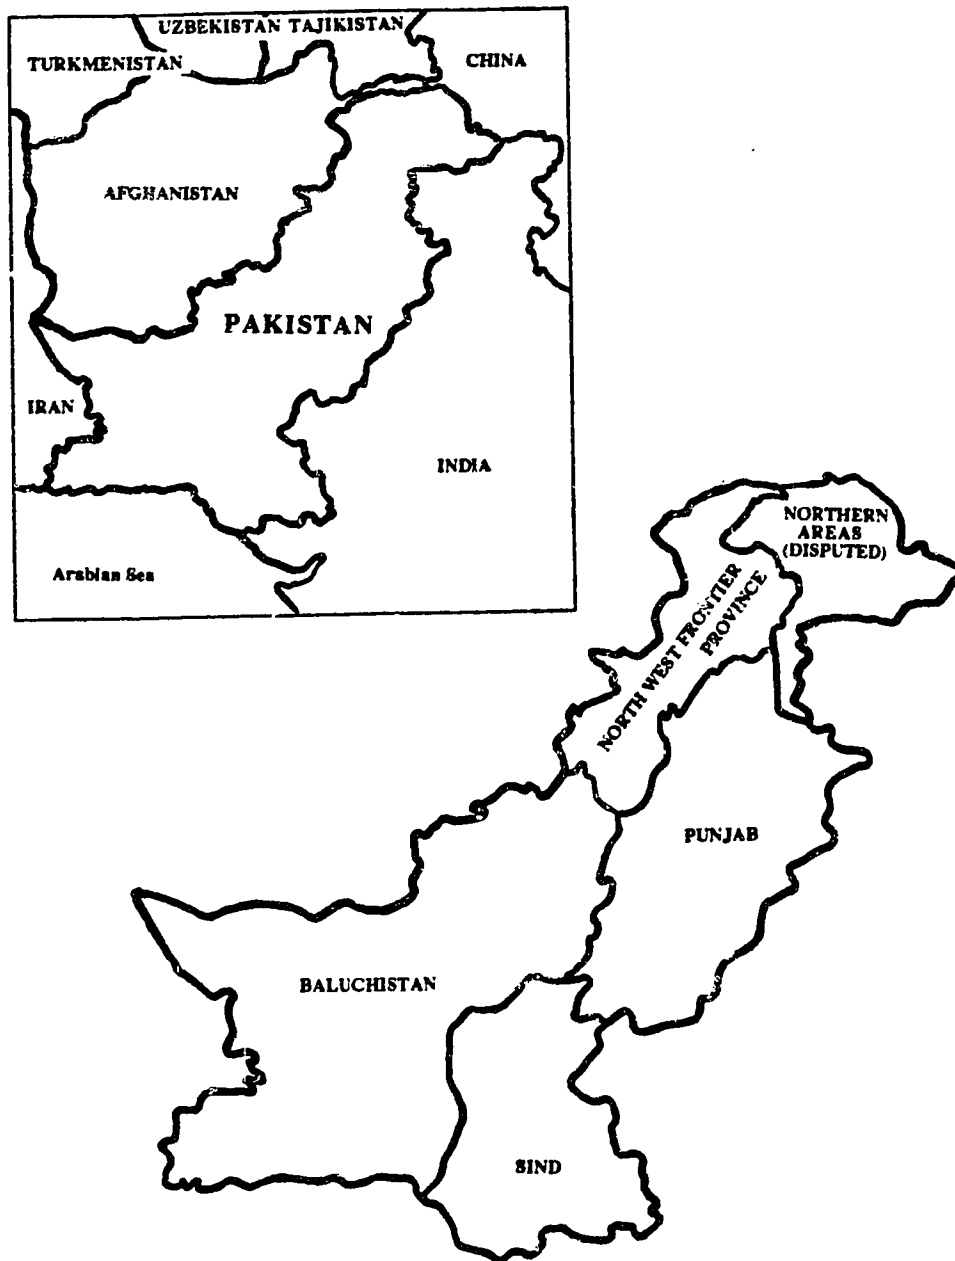 UZBEKISTAN TAJIKISTAN
TURKMENISTAN
CHINA
AFGHANISTAN
PAKISTAN
IRAN
INDIA
Arabian Sea
NORTHERN
AREAS
(DISPUTED)
NORTH WEST FRONTIER
PROVINCE
PUNJAB
BALUCHISTAN
SIND